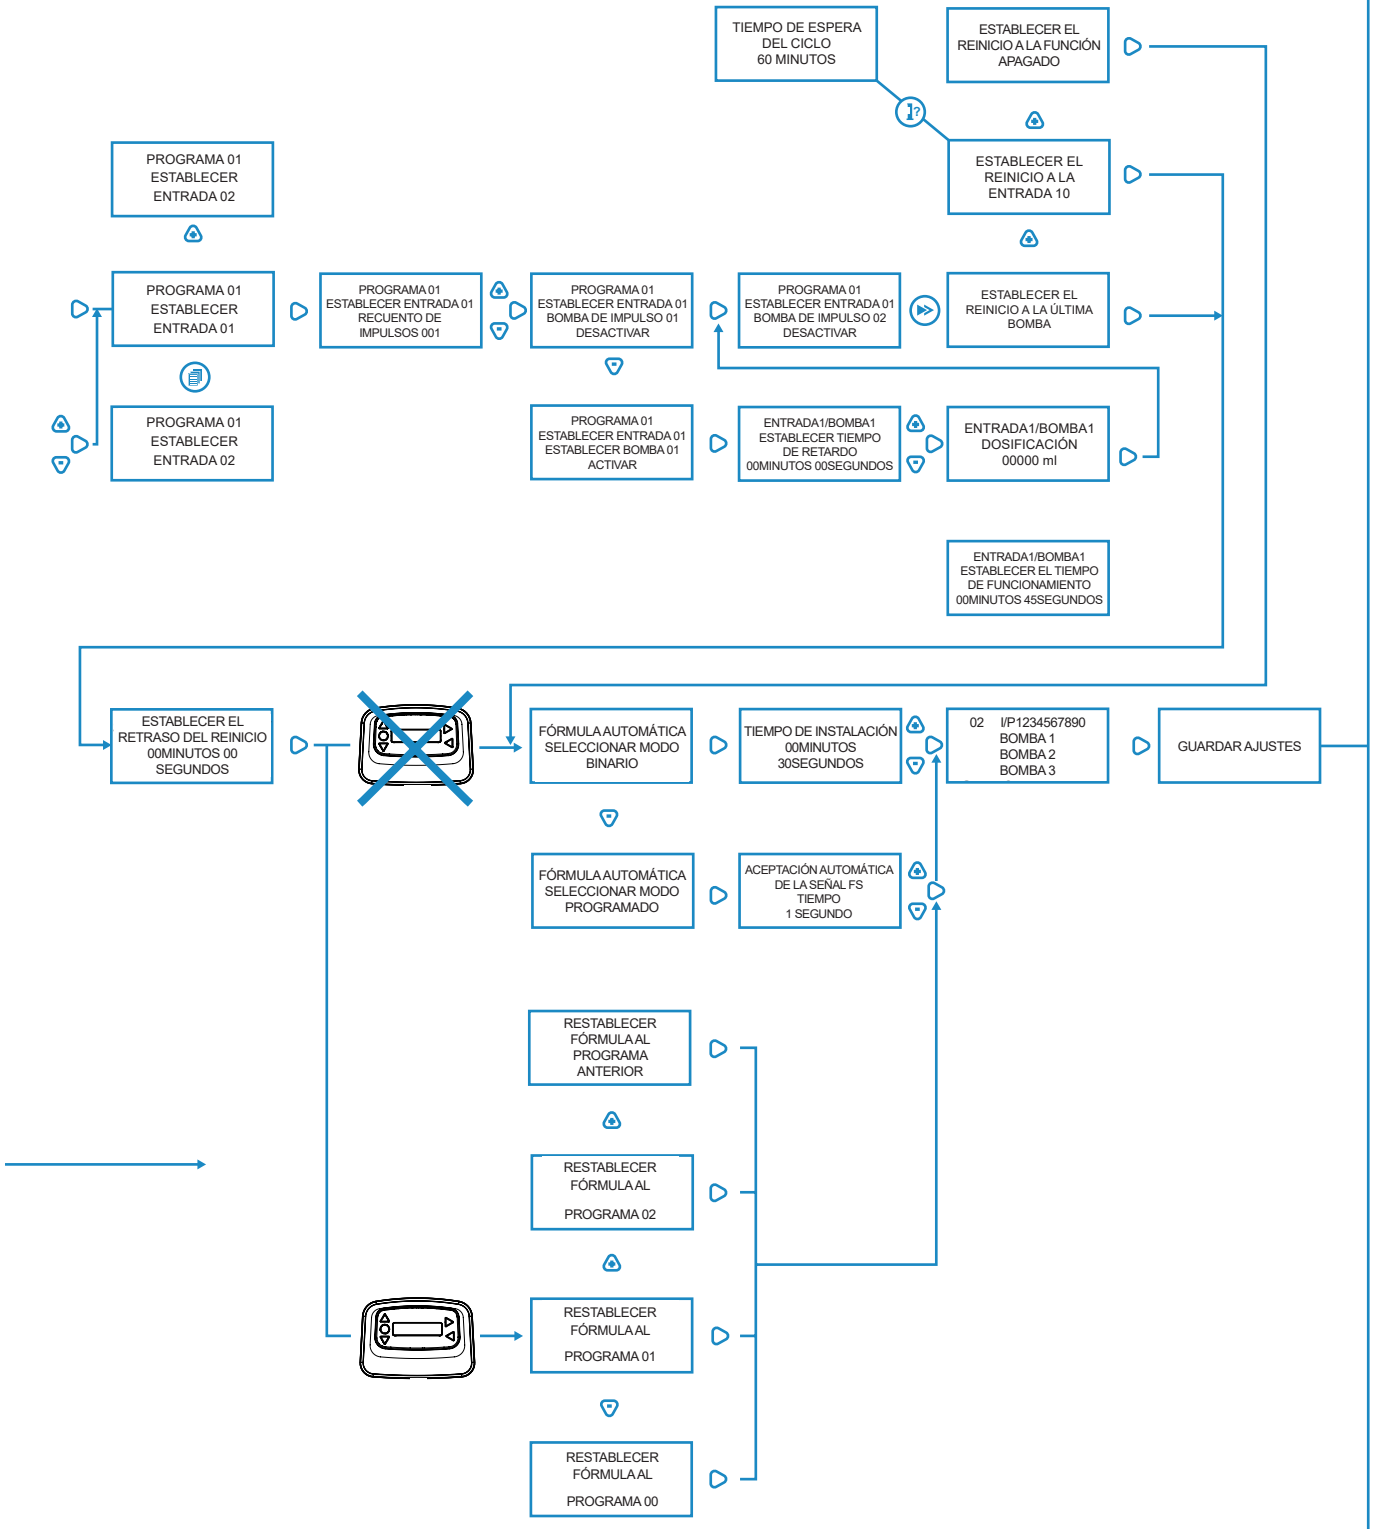 TIEMPO DE ESPERA
DEL CICLO
60 MINUTOS
ESTABLECER EL
REINICIO A LA FUNCIÓN
APAGADO
?
PROGRAMA 01
ESTABLECER
ENTRADA 02
ESTABLECER EL
REINICIO A LA
ENTRADA 10
PROGRAMA 01
ESTABLECER
ENTRADA 01
PROGRAMA 01
ESTABLECER ENTRADA 01
RECUENTO DE
IMPULSOS 001
PROGRAMA 01
ESTABLECER ENTRADA 01
BOMBA DE IMPULSO 01
DESACTIVAR
PROGRAMA 01
ESTABLECER ENTRADA 01
BOMBA DE IMPULSO 02
DESACTIVAR
ESTABLECER EL
REINICIO A LA ÚLTIMA
BOMBA
PROGRAMA 01
ESTABLECER
ENTRADA 02
PROGRAMA 01
ESTABLECER ENTRADA 01
ESTABLECER BOMBA 01
ACTIVAR
ENTRADA1/BOMBA1
ESTABLECER TIEMPO
DE RETARDO
00MINUTOS 00SEGUNDOS
ENTRADA1/BOMBA1
DOSIFICACIÓN
00000 ml
ENTRADA1/BOMBA1
ESTABLECER EL TIEMPO
DE FUNCIONAMIENTO
00MINUTOS 45SEGUNDOS
ESTABLECER EL
RETRASO DEL REINICIO
00MINUTOS 00
SEGUNDOS
FÓRMULA AUTOMÁTICA
SELECCIONAR MODO
BINARIO
TIEMPO DE INSTALACIÓN
00MINUTOS
30SEGUNDOS
02 I/P1234567890
BOMBA 1
BOMBA 2
BOMBA 3
GUARDAR AJUSTES
FÓRMULA AUTOMÁTICA
SELECCIONAR MODO
PROGRAMADO
ACEPTACIÓN AUTOMÁTICA
DE LA SEÑAL FS
TIEMPO
1 SEGUNDO
RESTABLECER
FÓRMULA AL
PROGRAMA
ANTERIOR
RESTABLECER
FÓRMULA AL
PROGRAMA 02
RESTABLECER
FÓRMULA AL
PROGRAMA 01
RESTABLECER
FÓRMULA AL
PROGRAMA 00